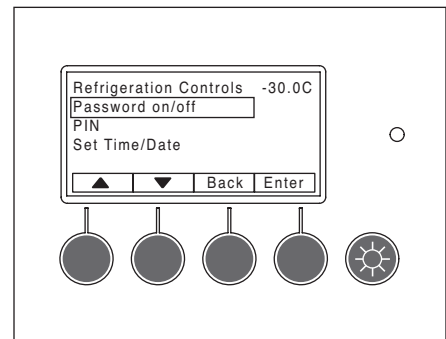 Refrigeration Controls -30.0C
Password on/off
PIN
Set Time/Date
▲ ▼ Back Enter